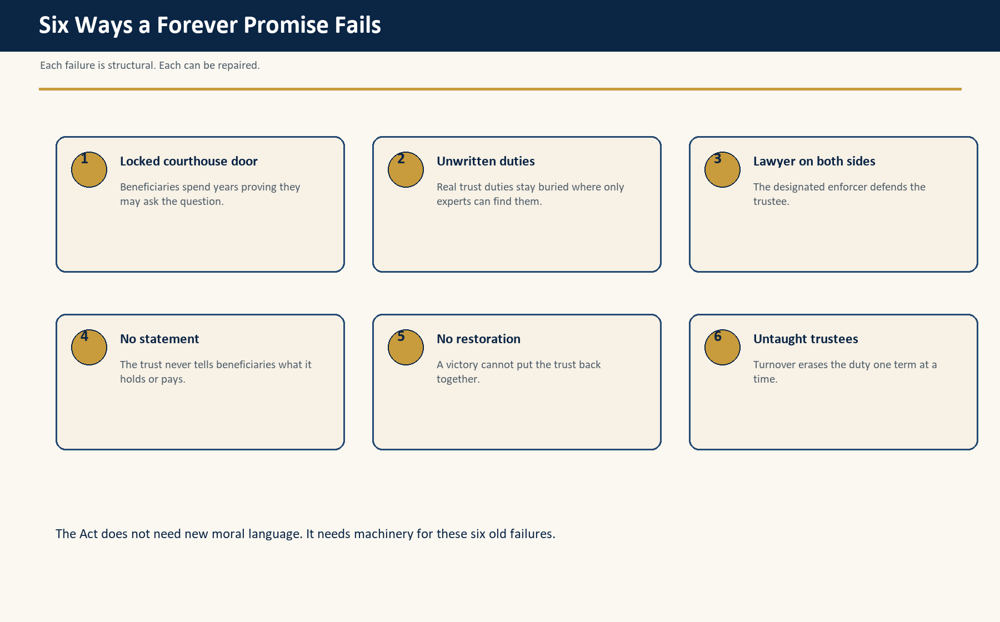 Six Ways a Forever Promise Fails
Each failure is structural. Each can be repaired.
1
Locked courthouse door
Beneficiaries spend years proving they
may ask the question.
2
Unwritten duties
Real trust duties stay buried where only
experts can find them.
3
Lawyer on both sides
The designated enforcer defends the
trustee.
4
No statement
The trust never tells beneficiaries what it
holds or pays.
5
No restoration
A victory cannot put the trust back
together.
6
Untaught trustees
Turnover erases the duty one term at a
time.
The Act does not need new moral language. It needs machinery for these six old failures.